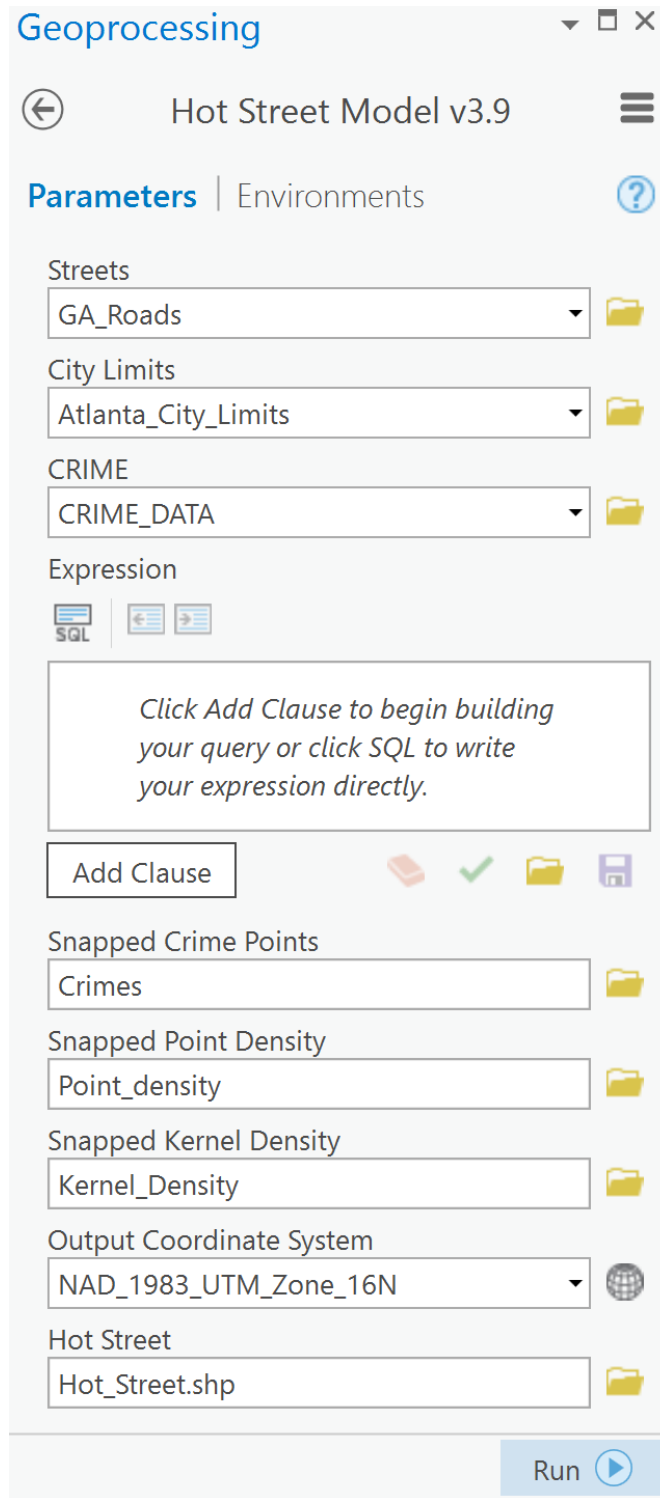 Geoprocessing
Hot Street Model v3.9
Parameters | Environments
?
Streets
GA_Roads
City Limits
Atlanta_City_Limits
CRIME
CRIME_DATA
Expression
SQL
Click Add Clause to begin building
your query or click SQL to write
your expression directly.
Add Clause
Snapped Crime Points
Crimes
Snapped Point Density
Point_density
Snapped Kernel Density
Kernel_Density
Output Coordinate System
NAD_1983_UTM_Zone_16N
Hot Street
Hot_Street.shp
Run